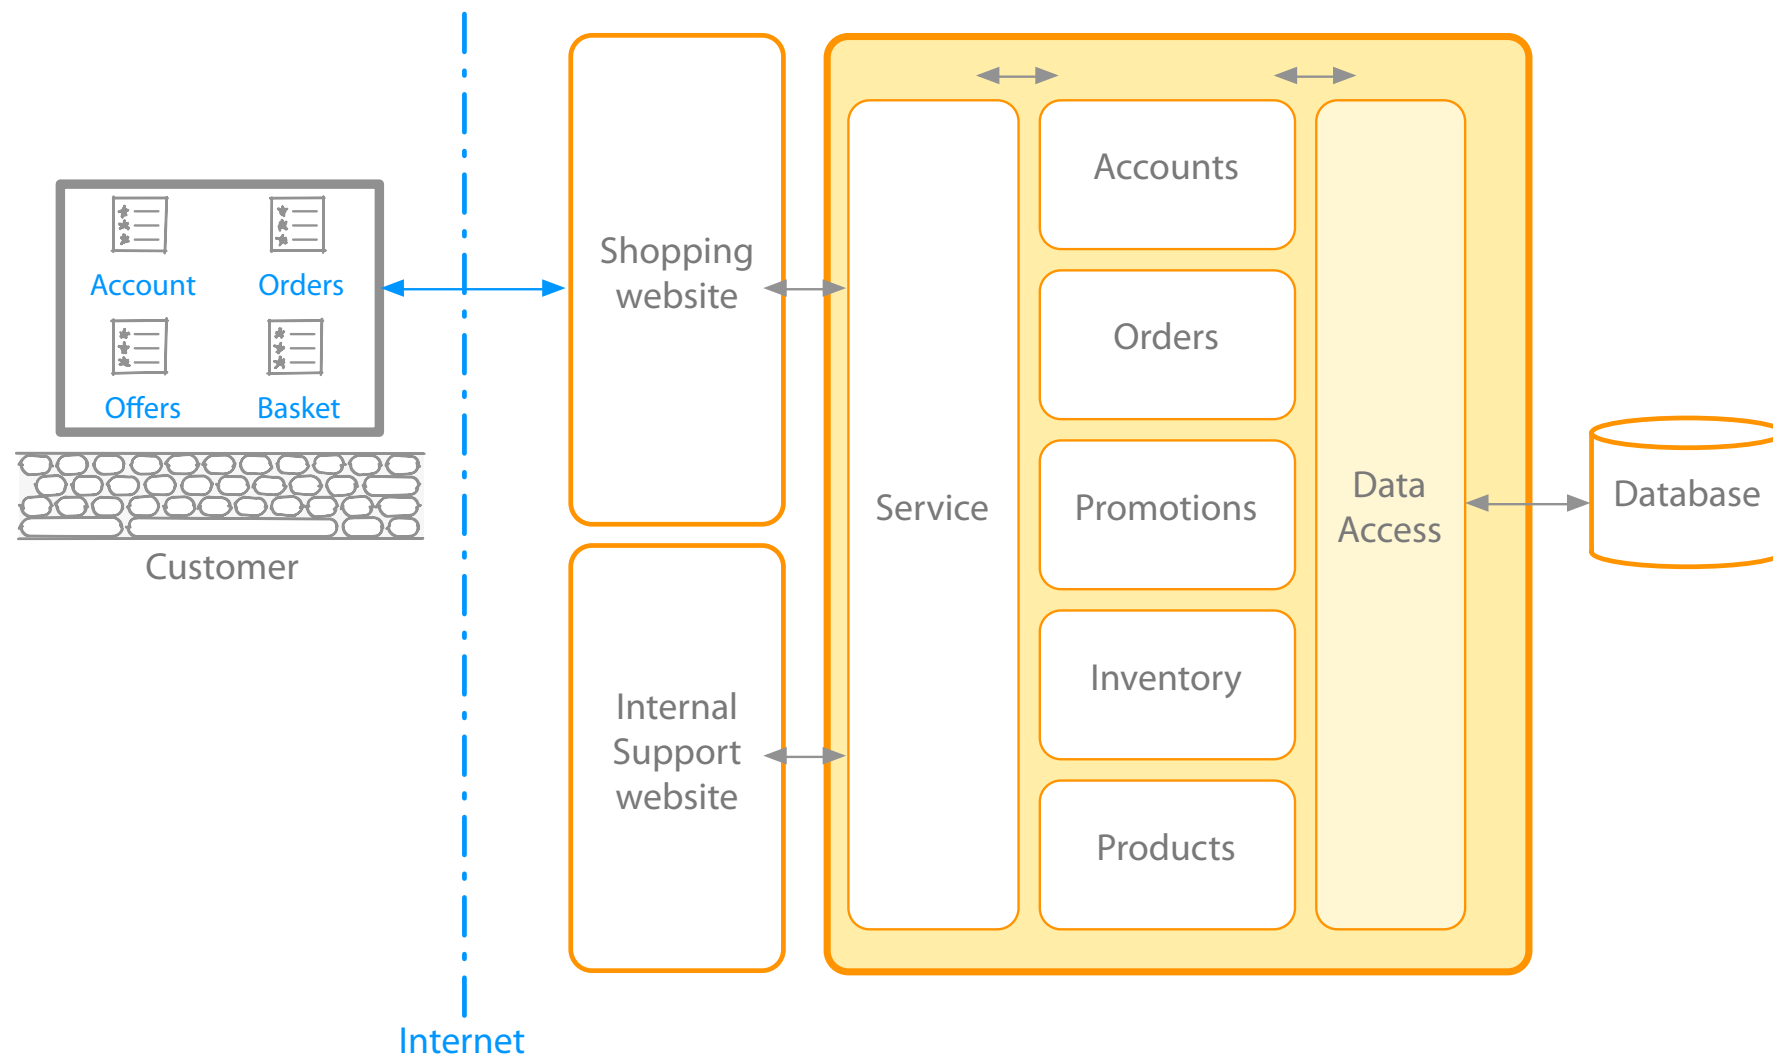 Account
Orders
Offers
Basket
Customer
Internet
Shopping
website
Internal
Support
website
Service
Accounts
Orders
Promotions
Inventory
Products
Data
Access
Database